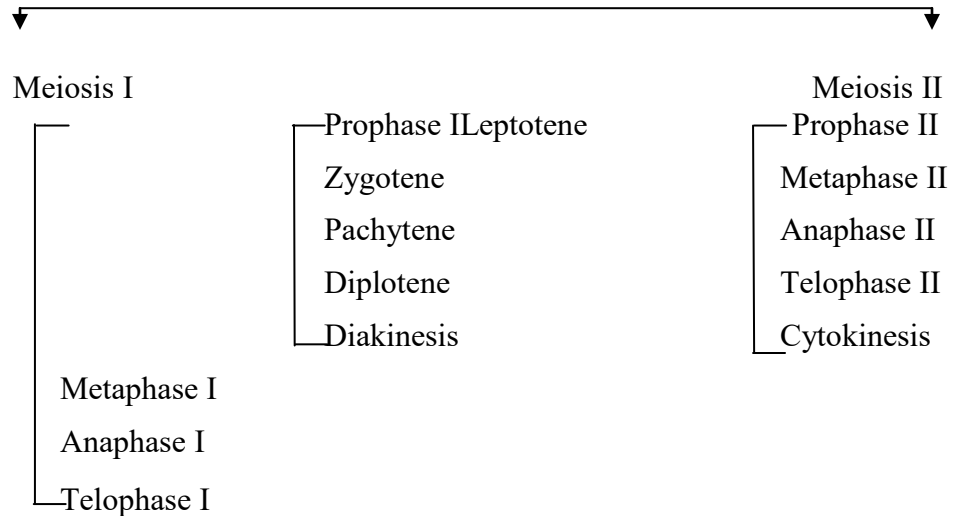 Meiosis I Meiosis II
Prophase ILeptotene Prophase II
Zygotene Metaphase II
Pachytene Anaphase II
Diplotene Telophase II
Diakinesis Cytokinesis
Metaphase I
Anaphase I
Telophase I